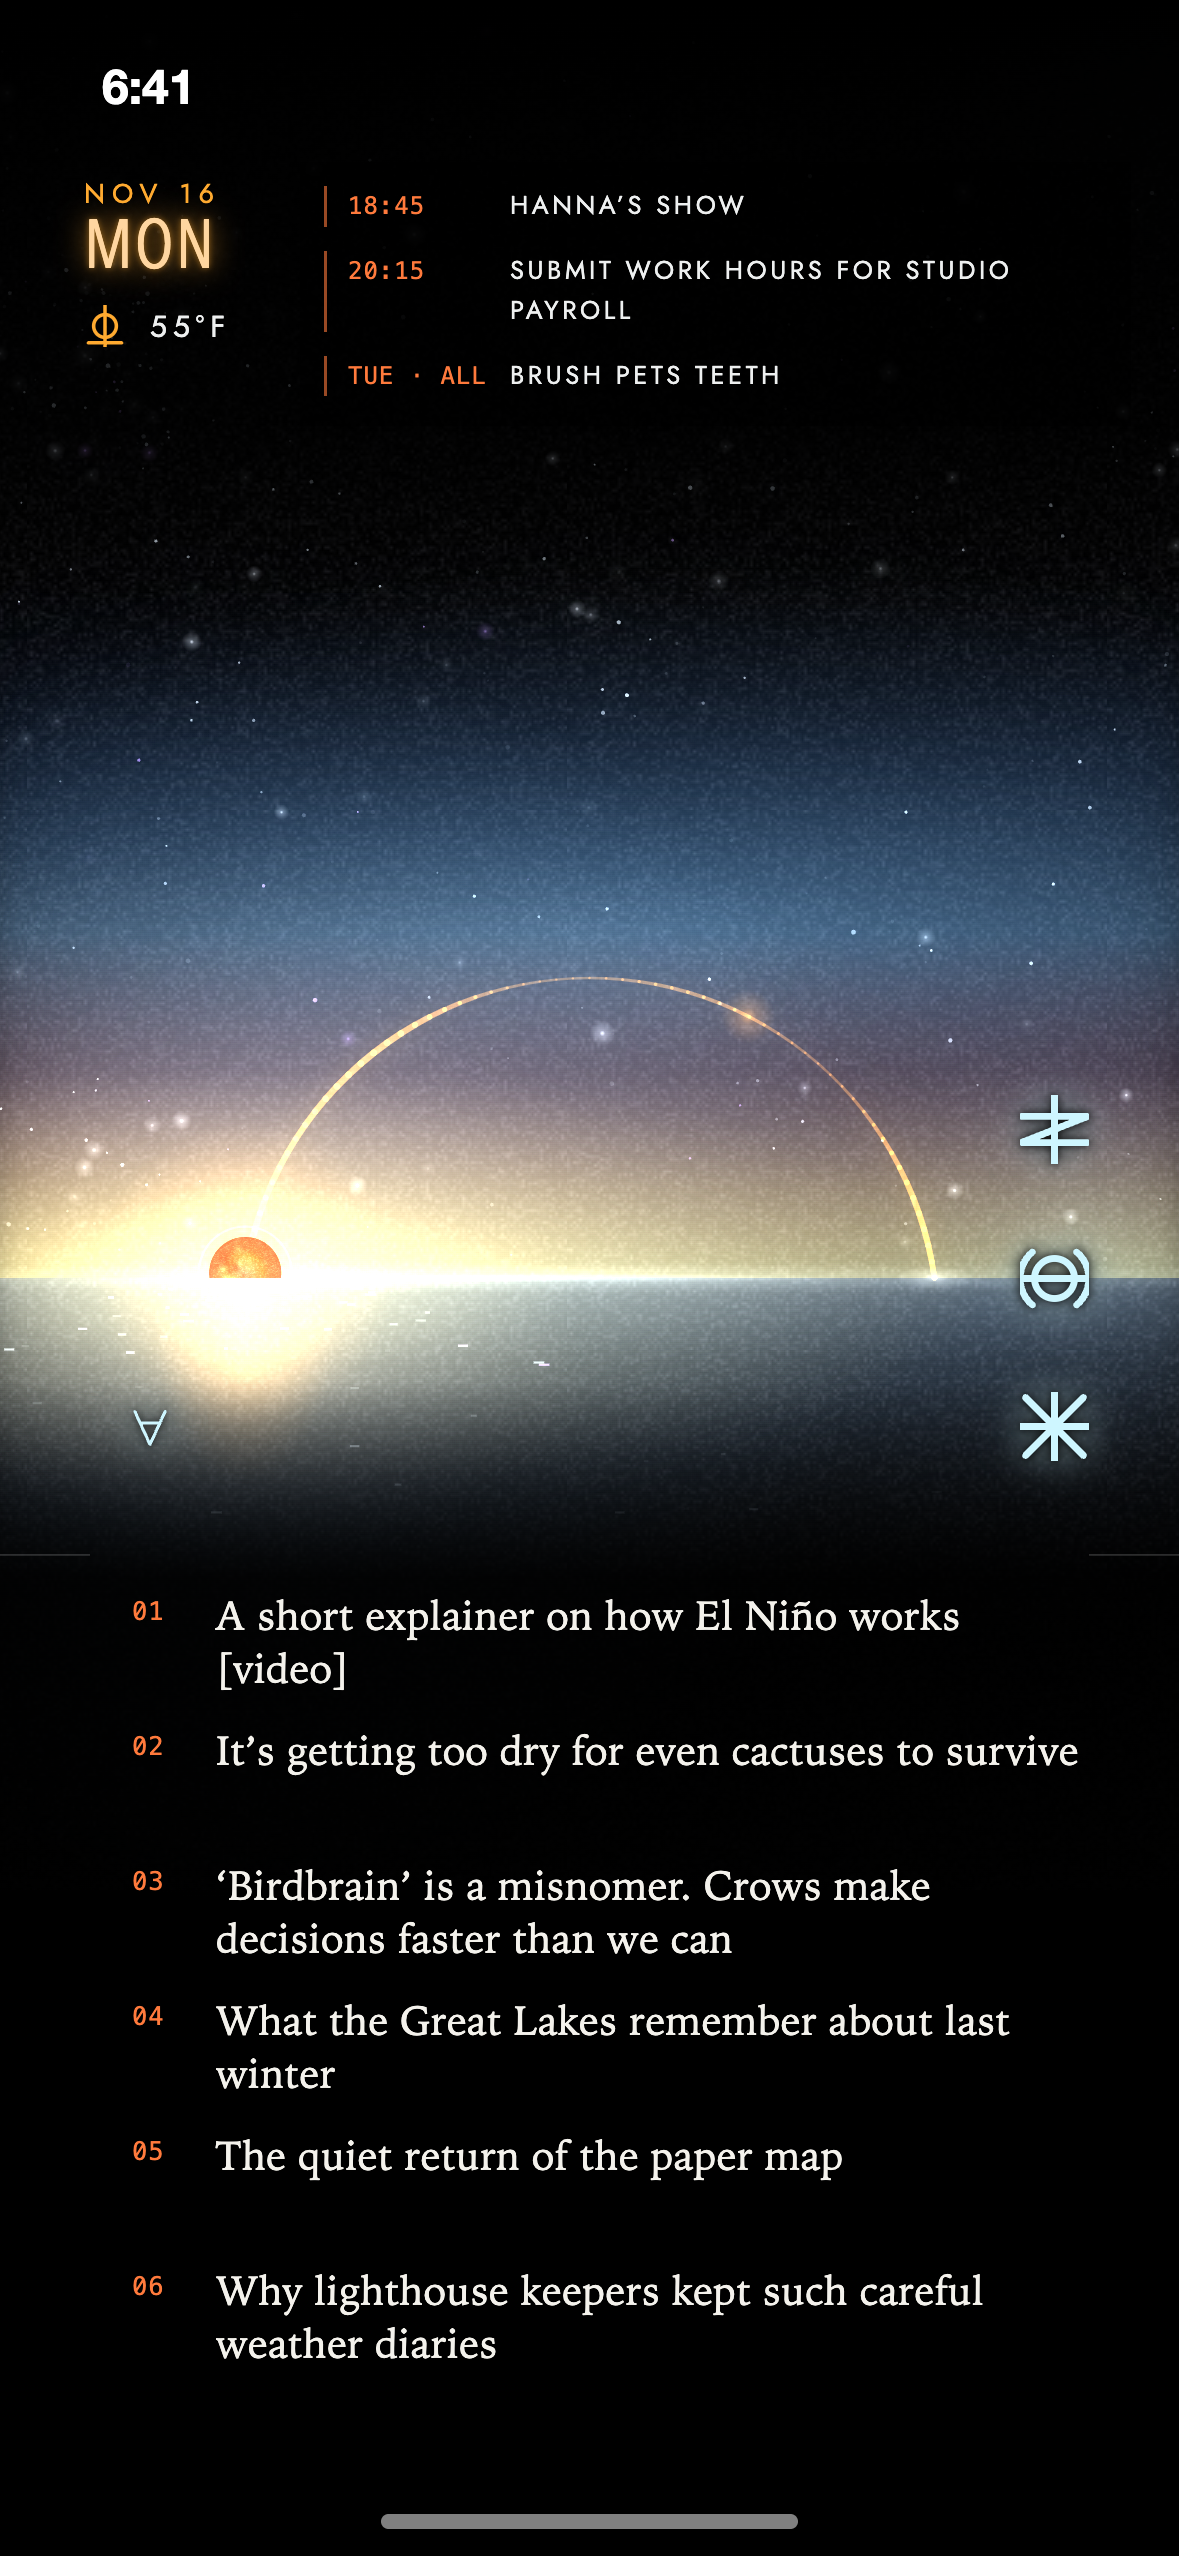 6:41
NOV 16
MON
55°F
18:45 HANNA’S SHOW
20:15 SUBMIT WORK HOURS FOR STUDIO
PAYROLL
TUE · ALL BRUSH PETS TEETH
01 A short explainer on how El Niño works
[video]
02 It’s getting too dry for even cactuses to survive
03 ‘Birdbrain’ is a misnomer. Crows make
decisions faster than we can
04 What the Great Lakes remember about last
winter
05 The quiet return of the paper map
06 Why lighthouse keepers kept such careful
weather diaries